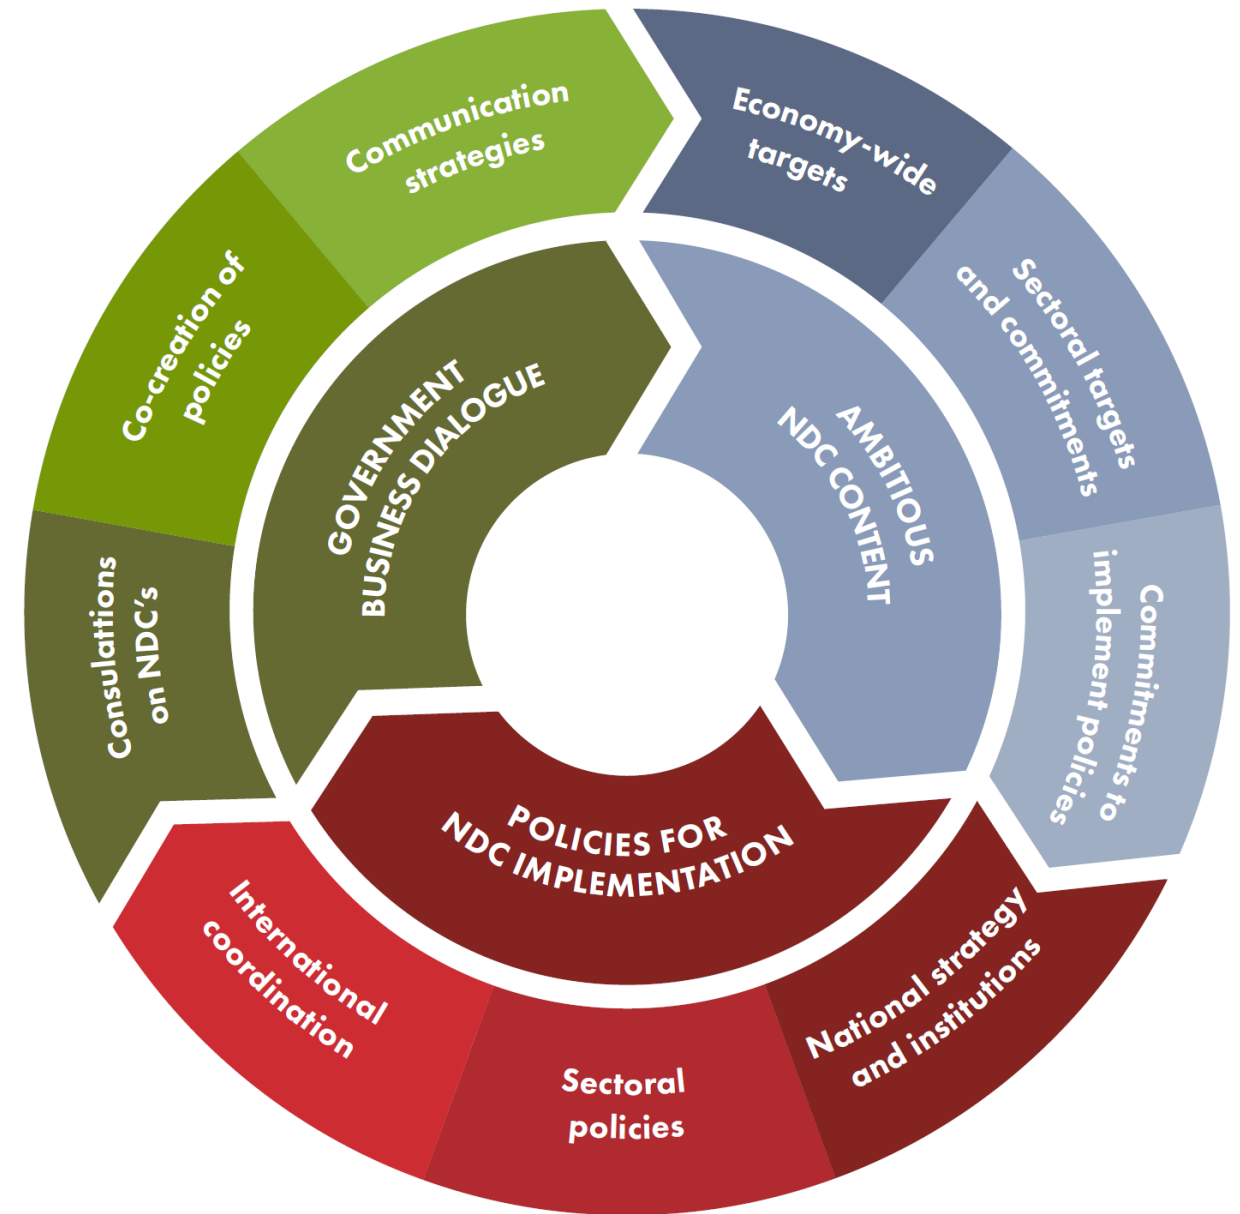 Economy-wide
targets
Sectoral targets
and commitments
Commitments to
implement policies
National strategy
and institutions
Sectoral
policies
International
coordination
Consulattions
on NDC's
Co-creation of
policies
Communication
strategies
AMBITIOUS
NDC CONTENT
POLICIES FOR
NDC IMPLEMENTATION
GOVERNMENT
BUSINESS DIALOGUE